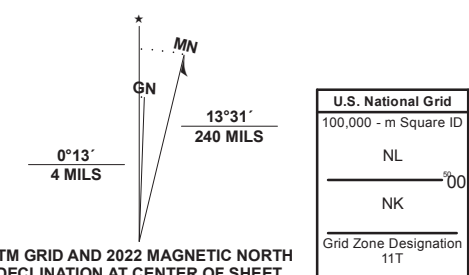 ★
MN
GN
13°31´
240 MILS
0°13´
4 MILS
TM GRID AND 2022 MAGNETIC NORTH
DECLINATION AT CENTER OF SHEET
U.S. National Grid
100,000 - m Square ID
NL
5000
NK
Grid Zone Designation
11T